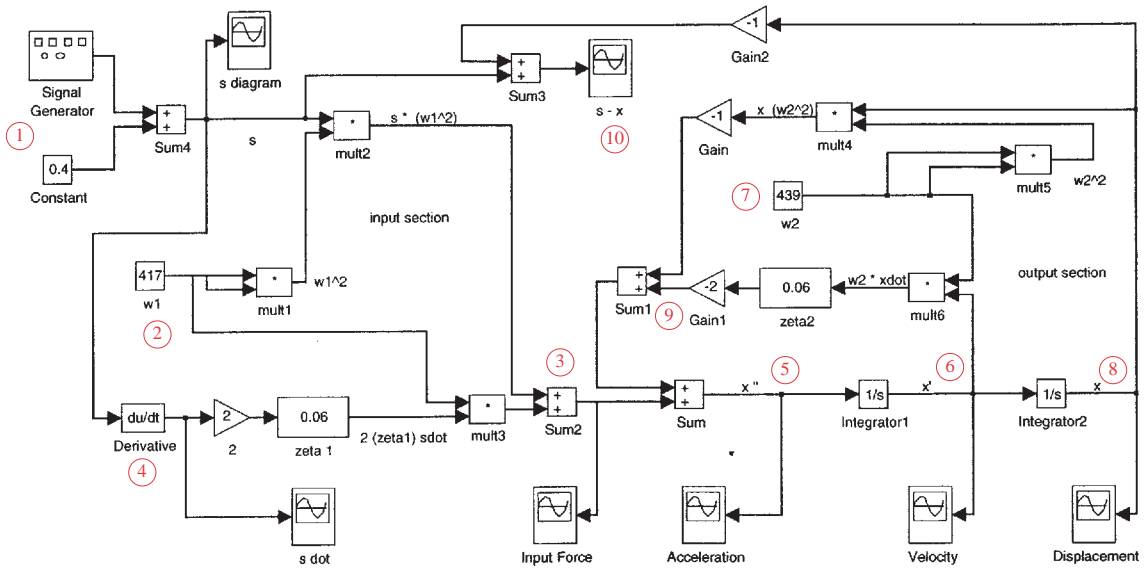 Signal
Generator
1
0.4
Constant
+
+
Sum4
s diagram
s
*
mult2
s * (w1^2)
+
+
Sum3
s - x
10
-1
Gain2
-1
Gain
x (w2^2)
*
mult4
*
mult5
w2^2
7
439
w2
input section
output section
417
w1
2
*
mult1
w1^2
+
+
Sum1
9
-2
Gain1
0.06
zeta2
w2 * xdot
*
mult6
du/dt
Derivative
4
2
2
0.06
zeta 1
2 (zeta1) sdot
*
mult3
3
+
+
Sum2
+
+
Sum
x ''
5
1/s
Integrator1
x'
6
1/s
Integrator2
x
8
s dot
Input Force
Acceleration
Velocity
Displacement